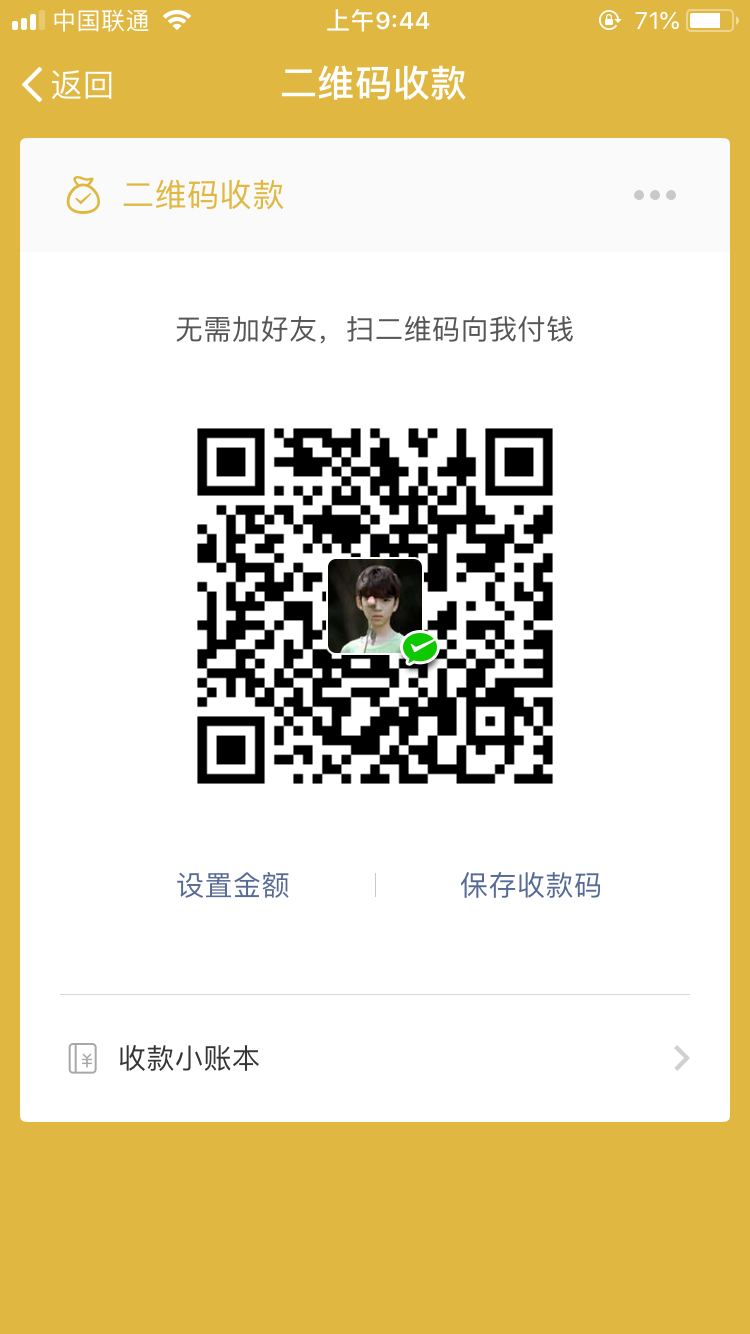 中国联通
上午9:44
71%
返回
二维码收款
二维码收款
无需加好友，扫二维码向我付钱
设置金额
保存收款码
收款小账本